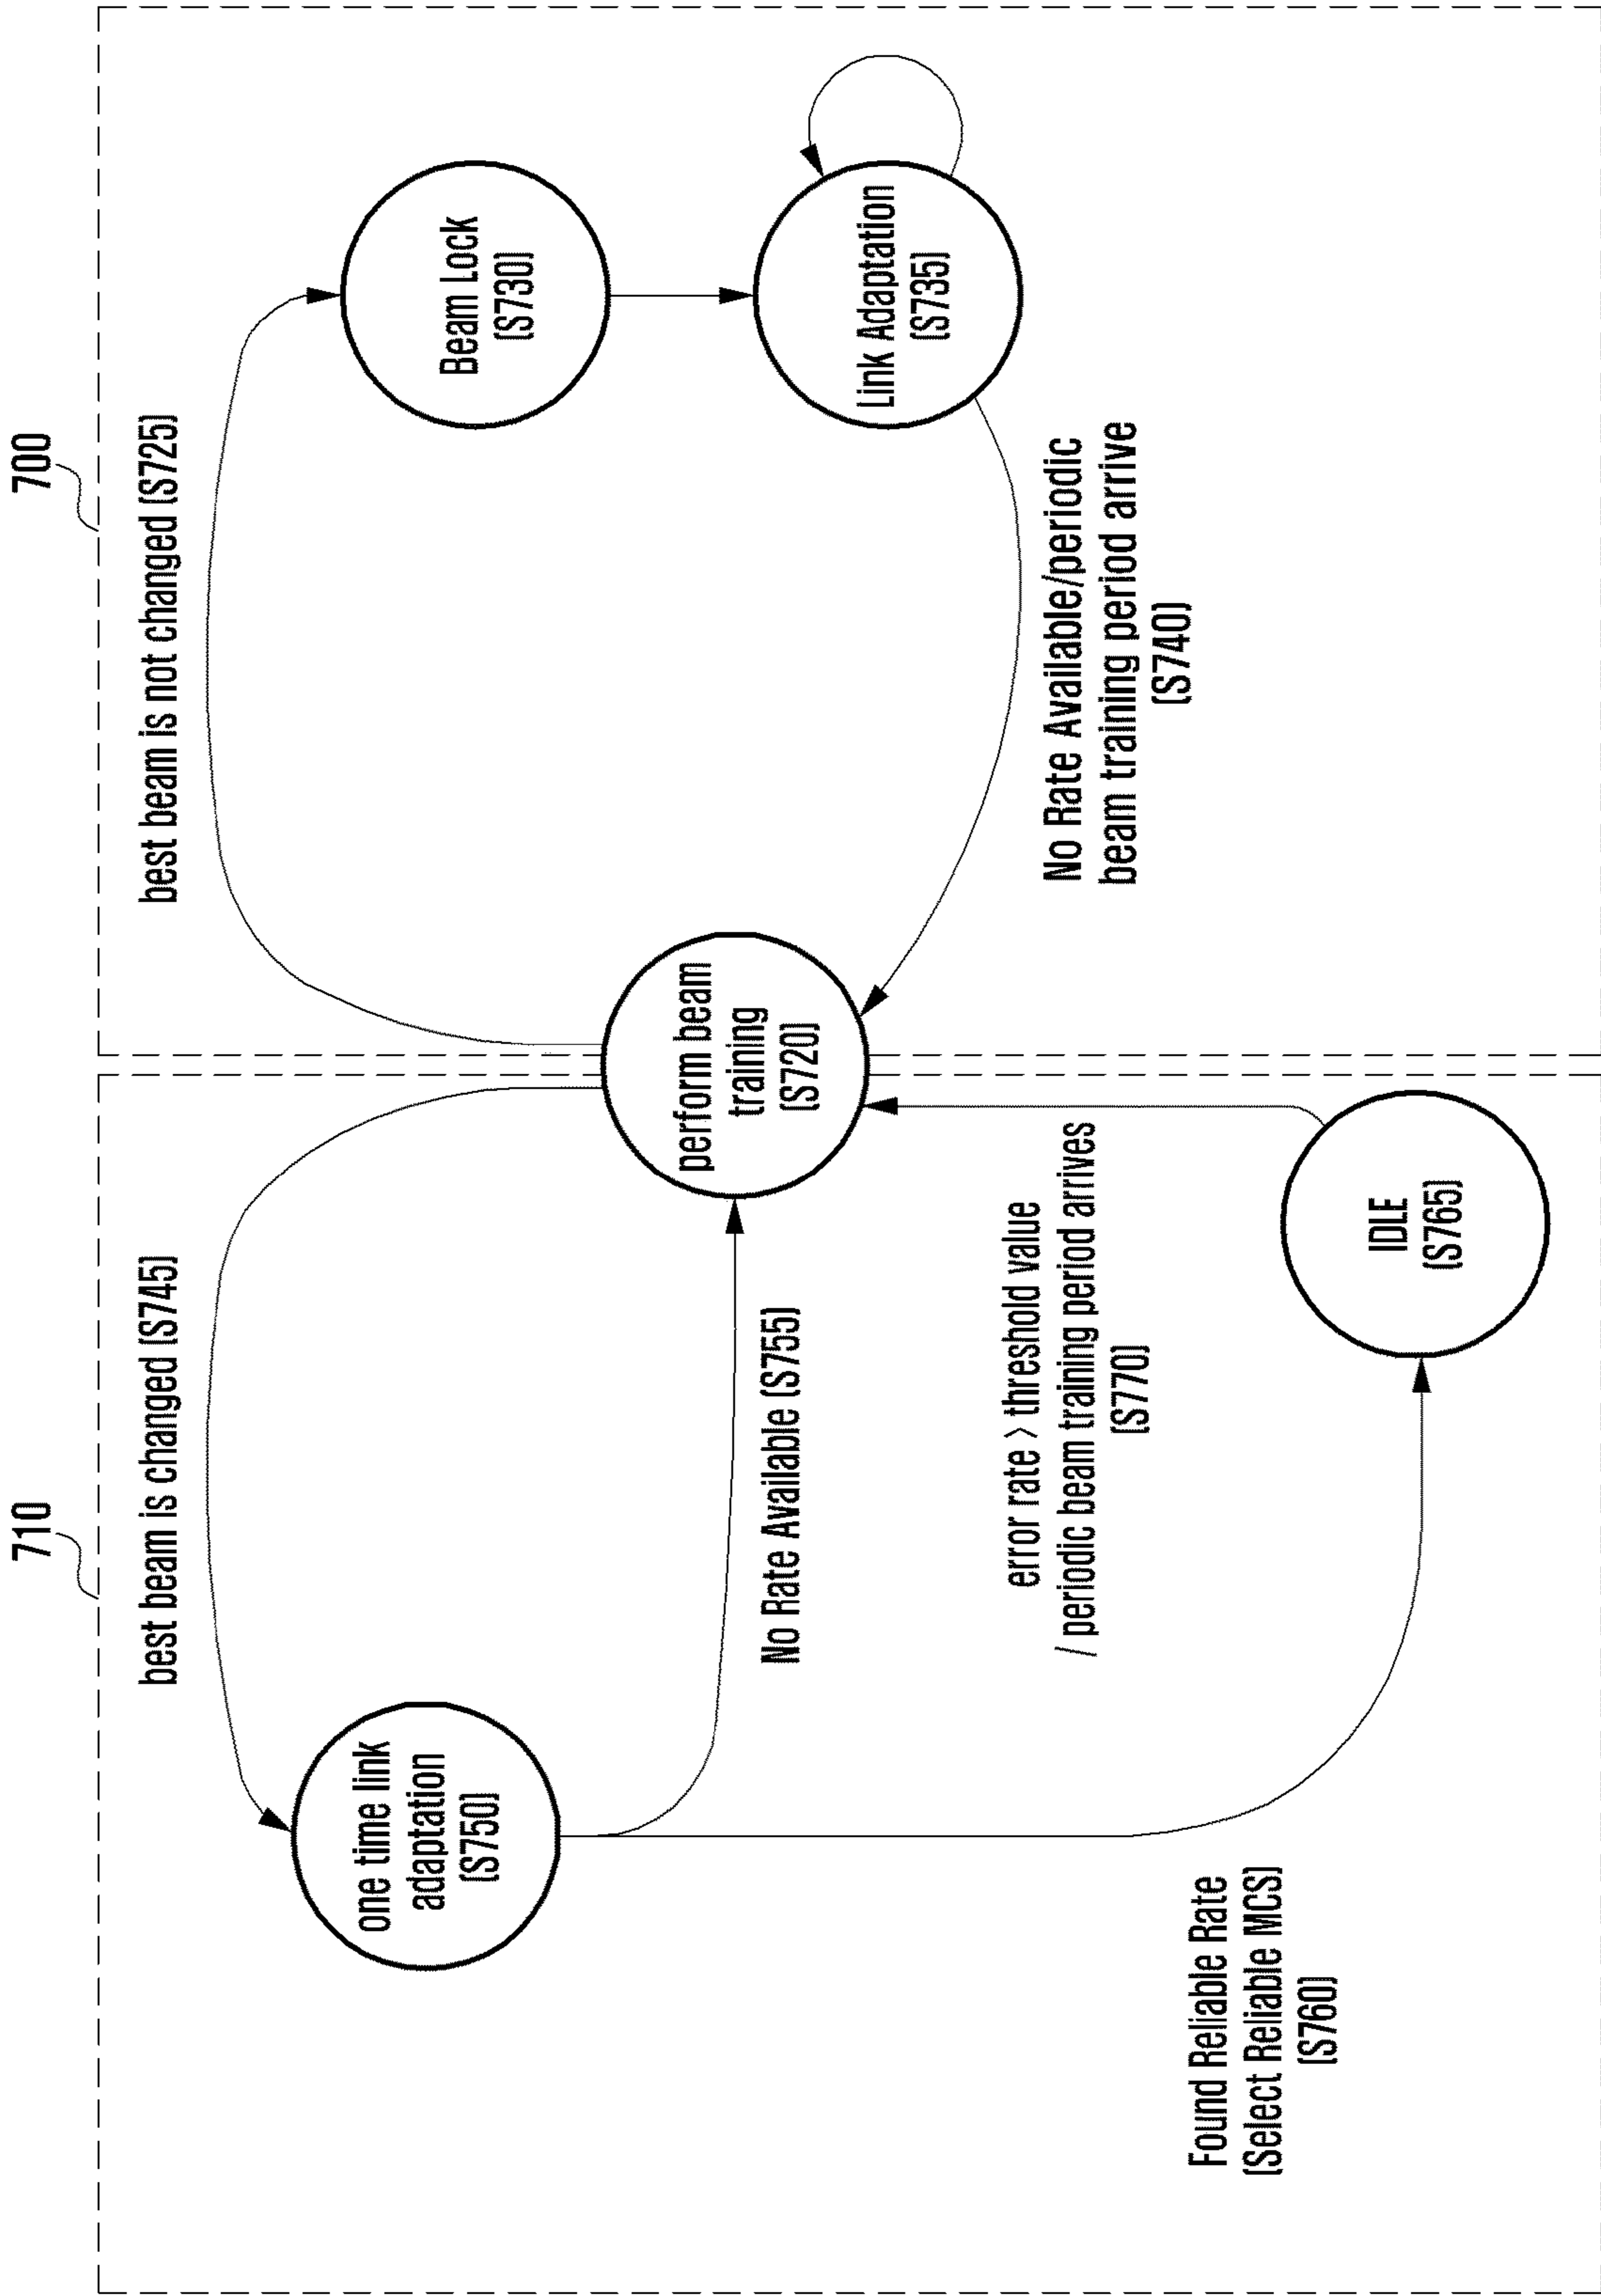 710
700
best beam is changed (S745)
best beam is not changed (S725)
one time link
adaptation
(S750)
Beam Lock
(S730)
No Rate Available (S755)
perform beam
training
(S720)
Link Adaptation
(S735)
error rate > threshold value
/ periodic beam training period arrives
(S770)
No Rate Available/periodic
beam training period arrive
(S740)
Found Reliable Rate
(Select Reliable MCS)
(S760)
IDLE
(S765)